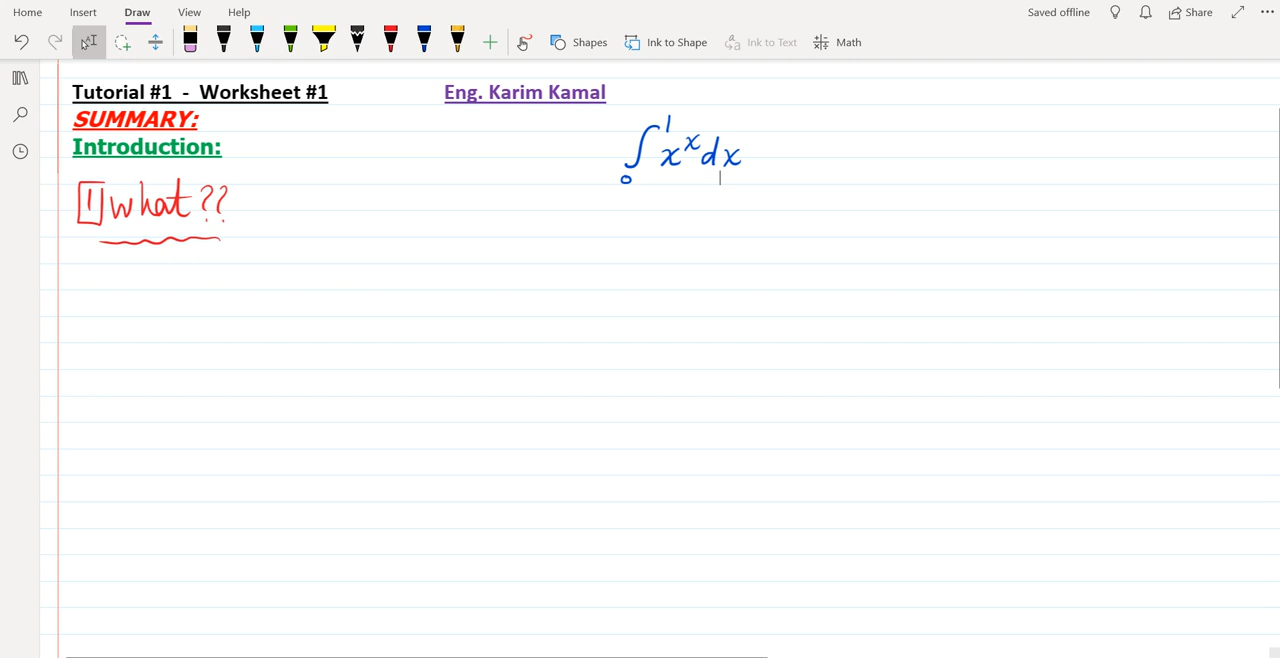 Home Insert Draw View Help Saved offline Share
Shapes Ink to Shape Ink to Text Math
Tutorial #1 - Worksheet #1 Eng. Karim Kamal
SUMMARY:
Introduction:
∫₀¹ xˣ dx
1 What??